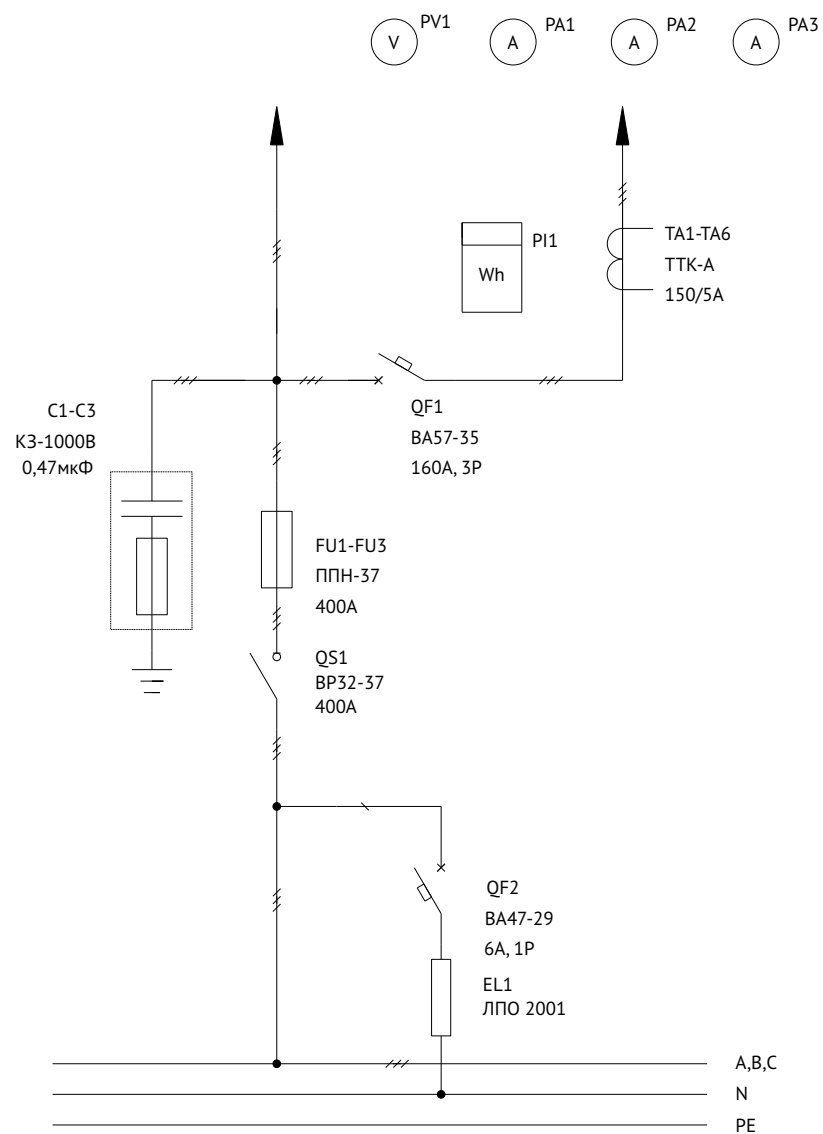 V
PV1
A
PA1
A
PA2
A
PA3
Wh
PI1
TA1-TA6
ТТК-А
150/5А
C1-C3
КЗ-1000В
0,47мкФ
QF1
ВА57-35
160А, 3Р
FU1-FU3
ППН-37
400А
QS1
ВР32-37
400А
QF2
ВА47-29
6А, 1Р
EL1
ЛПО 2001
A,B,C
N
PE